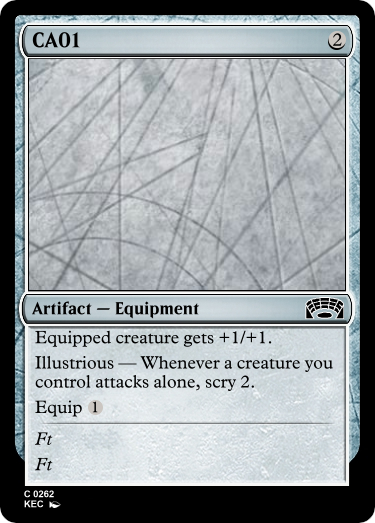 CA01
2
Artifact — Equipment
Equipped creature gets +1/+1.
Illustrious — Whenever a creature you
control attacks alone, scry 2.
Equip 1
Ft
Ft
C 0262
KEC